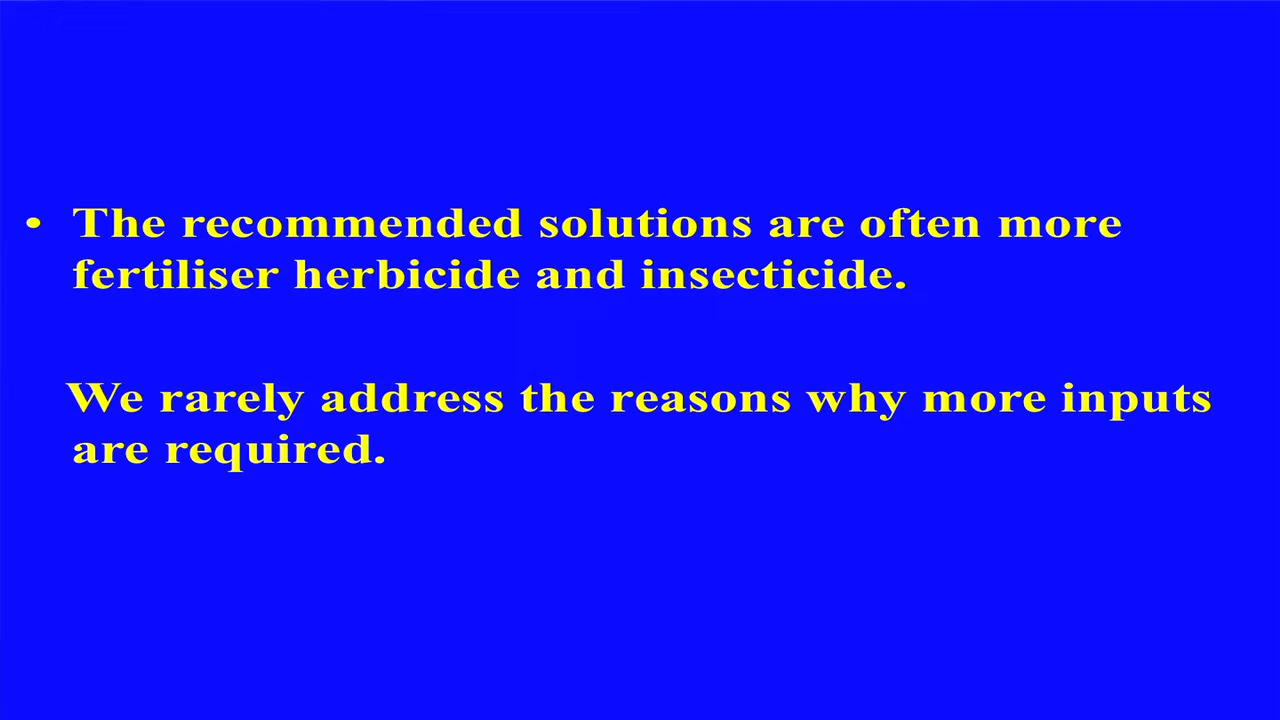 • The recommended solutions are often more
fertiliser herbicide and insecticide.
We rarely address the reasons why more inputs
are required.